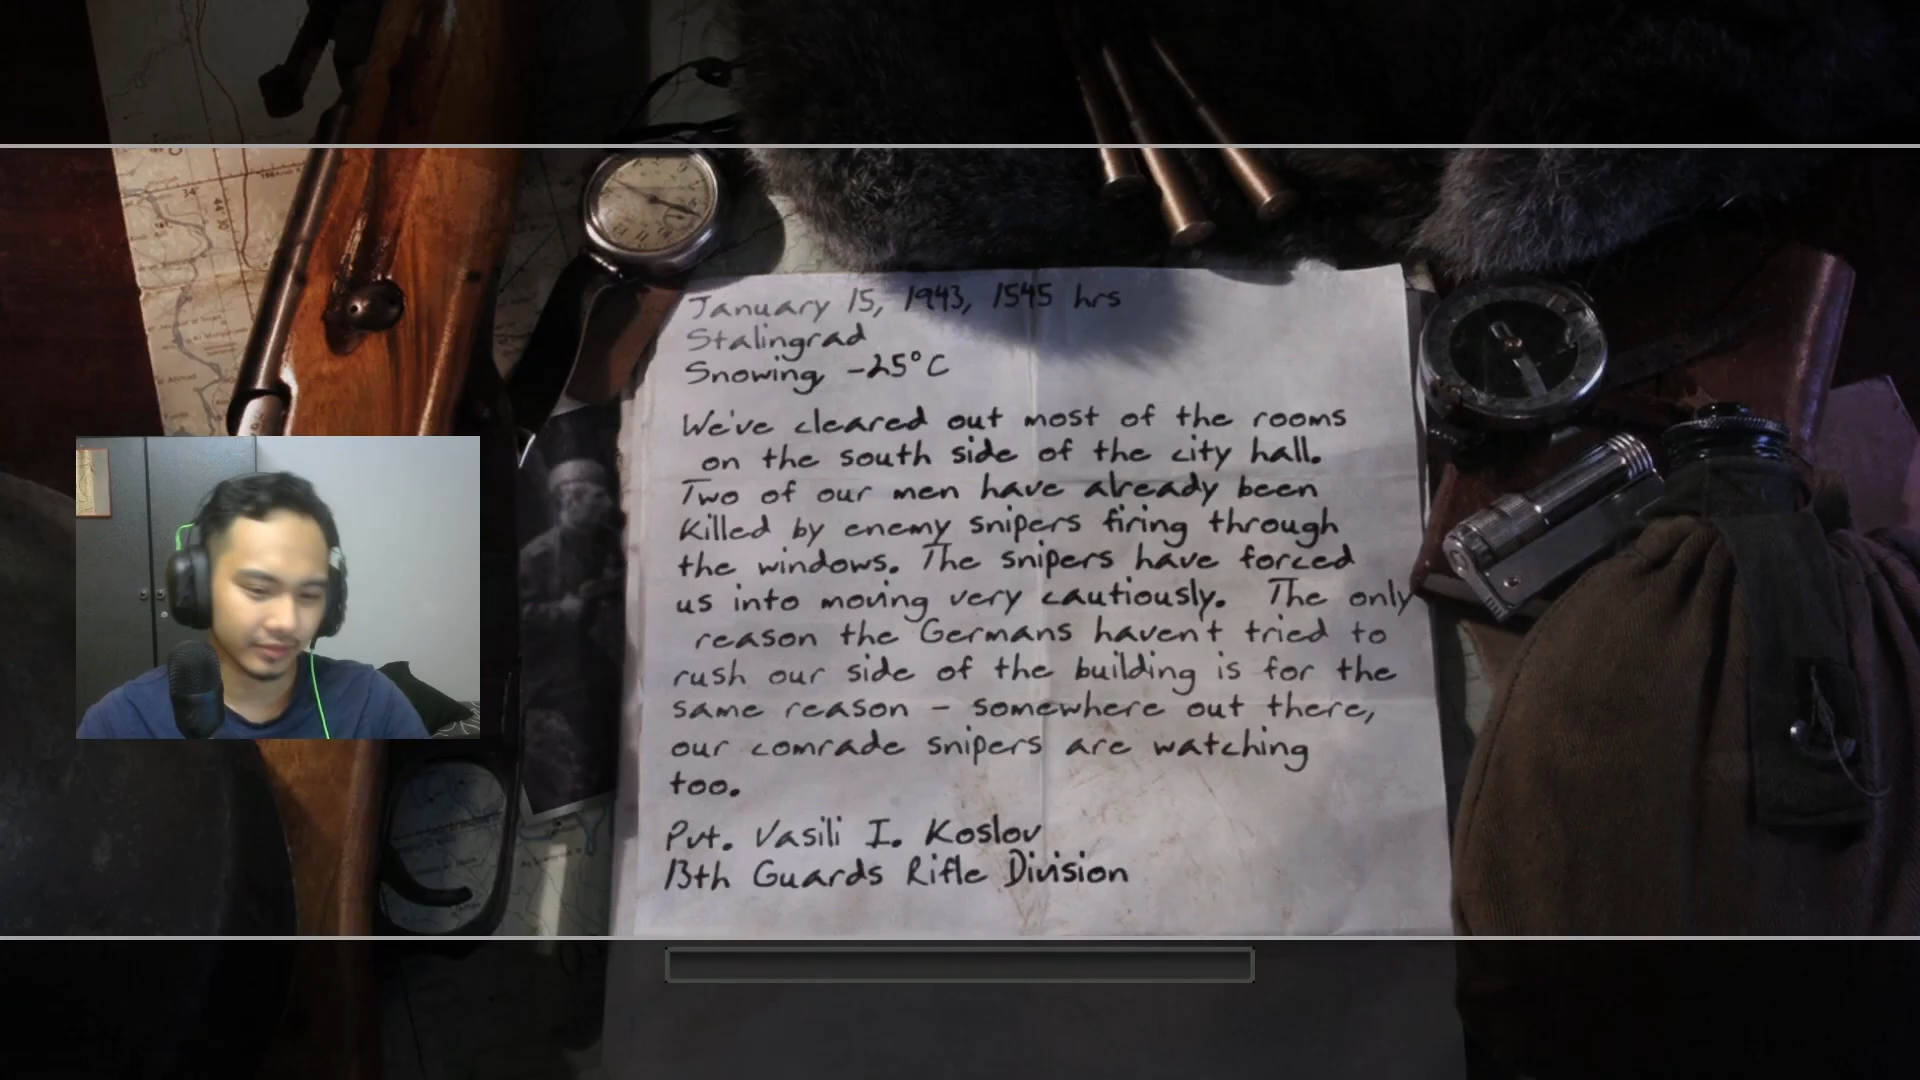 January 15, 1943, 1545 hrs
Stalingrad
Snowing, -25°C
We've cleared out most of the rooms
on the south side of the city hall.
Two of our men have already been
killed by enemy snipers firing through
the windows. The snipers have forced
us into moving very cautiously. The only
reason the Germans haven't tried to
rush our side of the building is for the
same reason - somewhere out there,
our comrade snipers are watching
too.
Pvt. Vasili I. Koslov
13th Guards Rifle Division